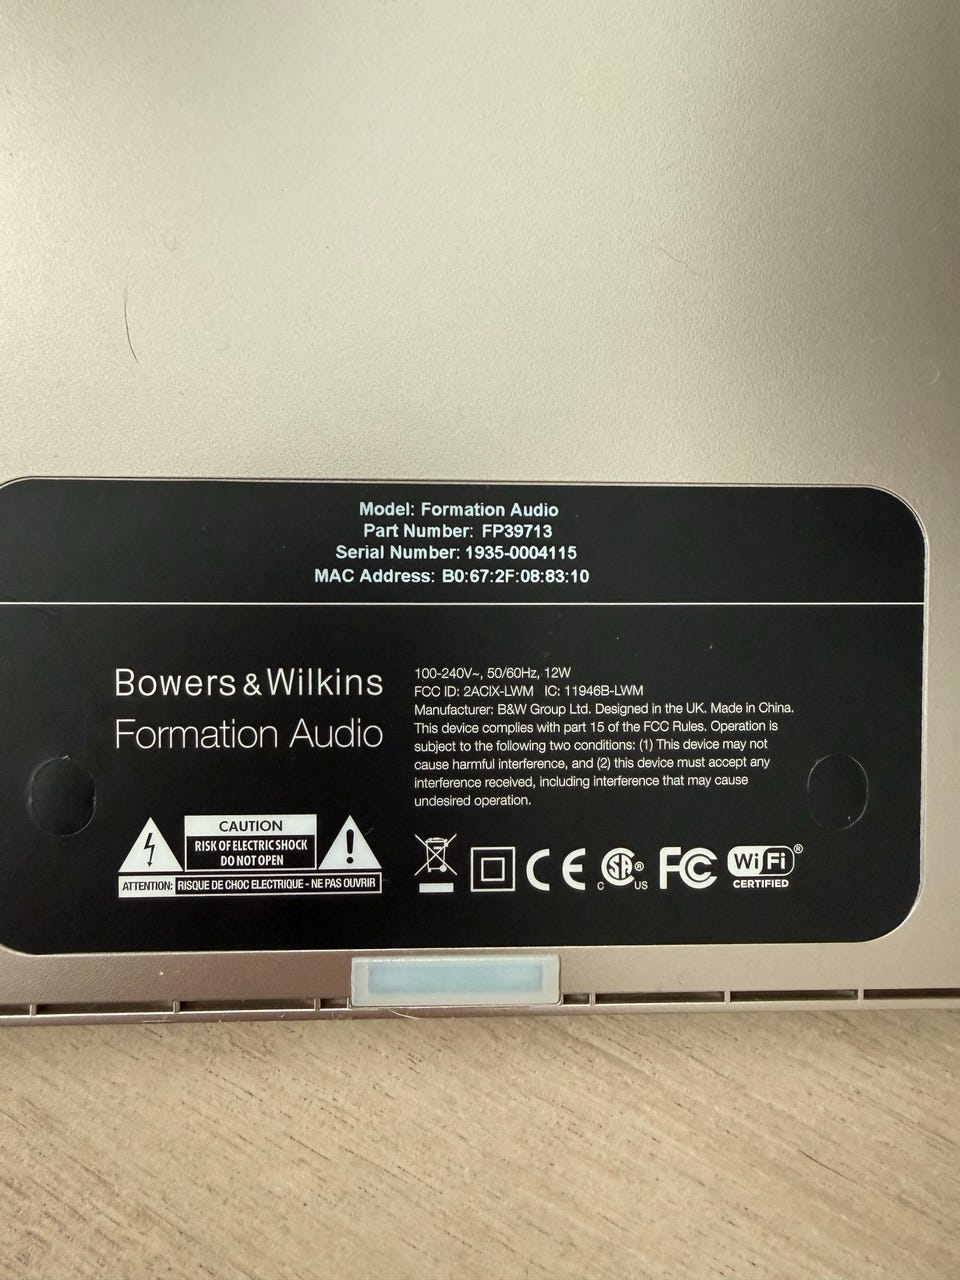 Model: Formation Audio
Part Number: FP39713
Serial Number: 1935-0004115
MAC Address: B0:67:2F:08:83:10
Bowers & Wilkins
Formation Audio
100-240V~, 50/60Hz, 12W
FCC ID: 2ACIX-LWM IC: 11946B-LWM
Manufacturer: B&W Group Ltd. Designed in the UK. Made in China.
This device complies with part 15 of the FCC Rules. Operation is
subject to the following two conditions: (1) This device may not
cause harmful interference, and (2) this device must accept any
interference received, including interference that may cause
undesired operation.
CAUTION
RISK OF ELECTRIC SHOCK
DO NOT OPEN
ATTENTION: RISQUE DE CHOC ELECTRIQUE - NE PAS OUVRIR
CE
C SA® US
FC
Wi Fi®
CERTIFIED